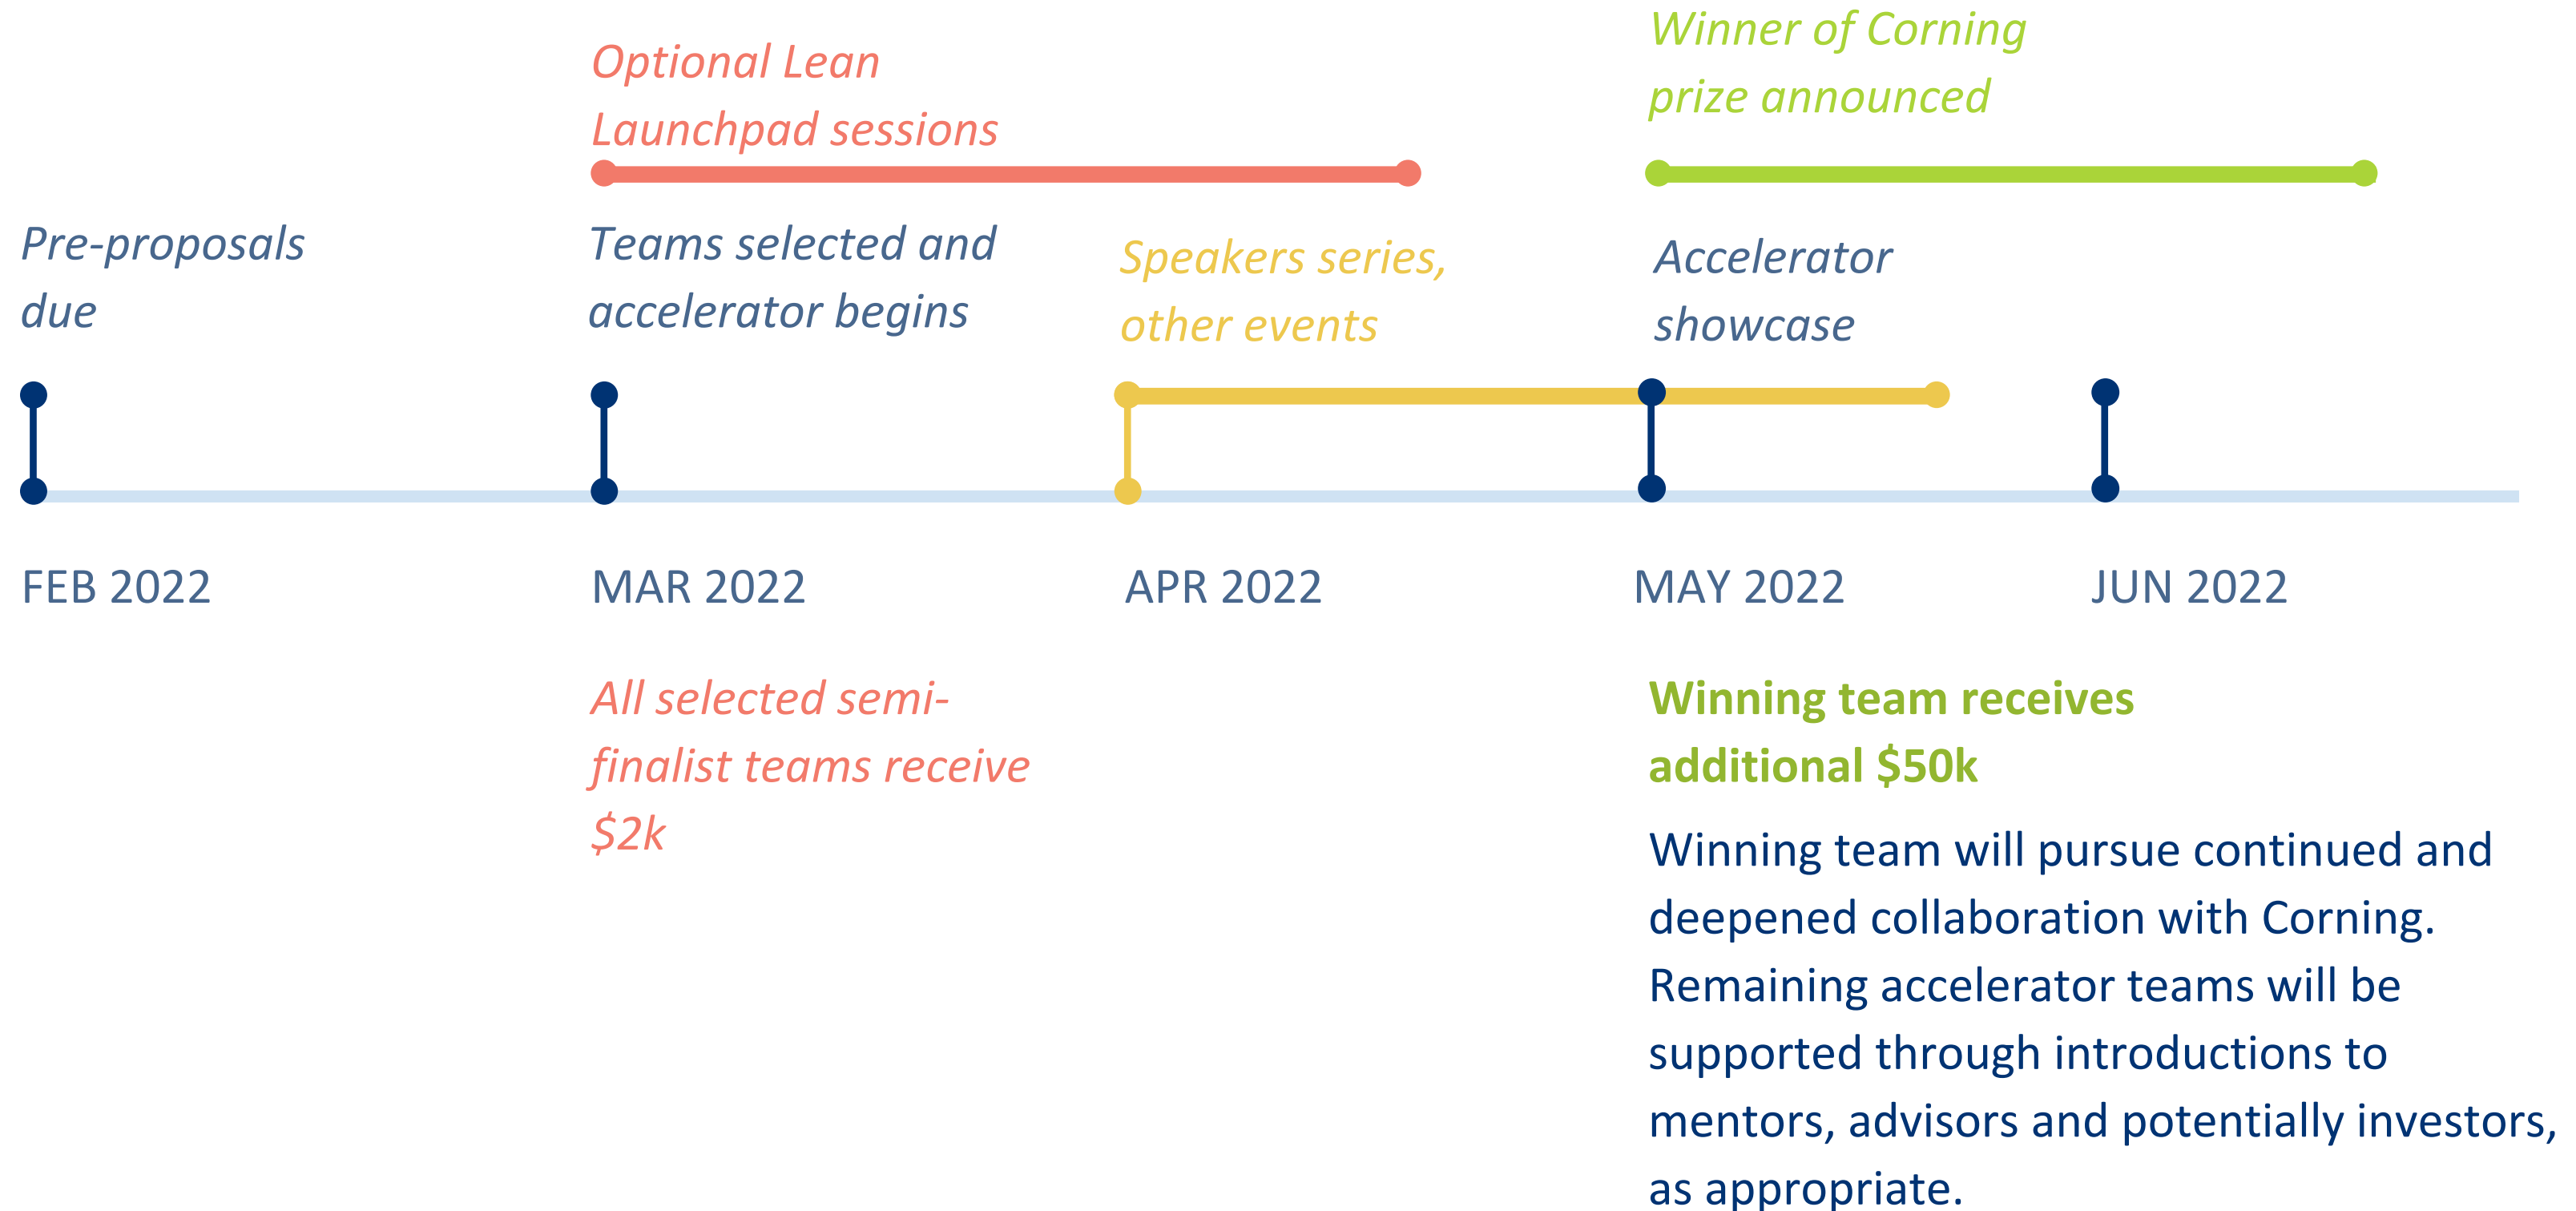 Optional Lean
Launchpad sessions
Winner of Corning
prize announced
Pre-proposals
due
Teams selected and
accelerator begins
Speakers series,
other events
Accelerator
showcase
FEB 2022
MAR 2022
APR 2022
MAY 2022
JUN 2022
All selected semi-
finalist teams receive
$2k
Winning team receives
additional $50k
Winning team will pursue continued and
deepened collaboration with Corning.
Remaining accelerator teams will be
supported through introductions to
mentors, advisors and potentially investors,
as appropriate.